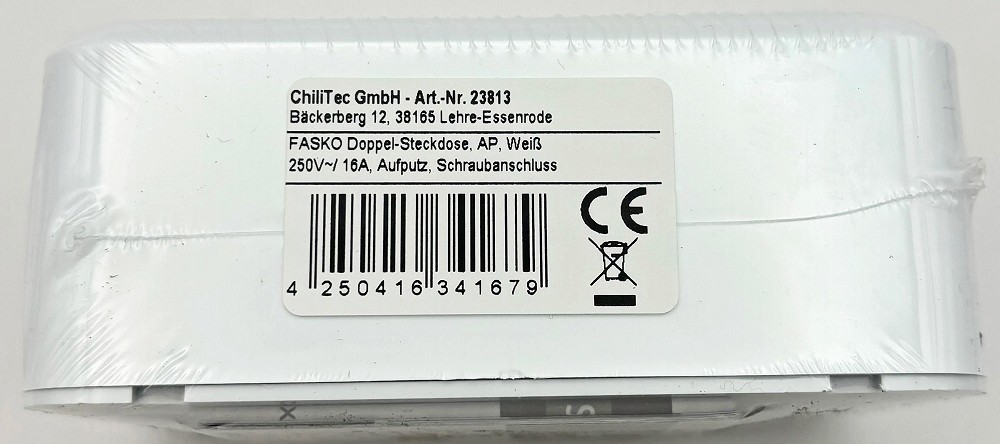 ChiliTec GmbH - Art.-Nr. 23813
Bäckerberg 12, 38165 Lehre-Essenrode
FASKO Doppel-Steckdose, AP, Weiß
250V~/ 16A, Aufputz, Schraubanschluss
CE
4 250416 341679